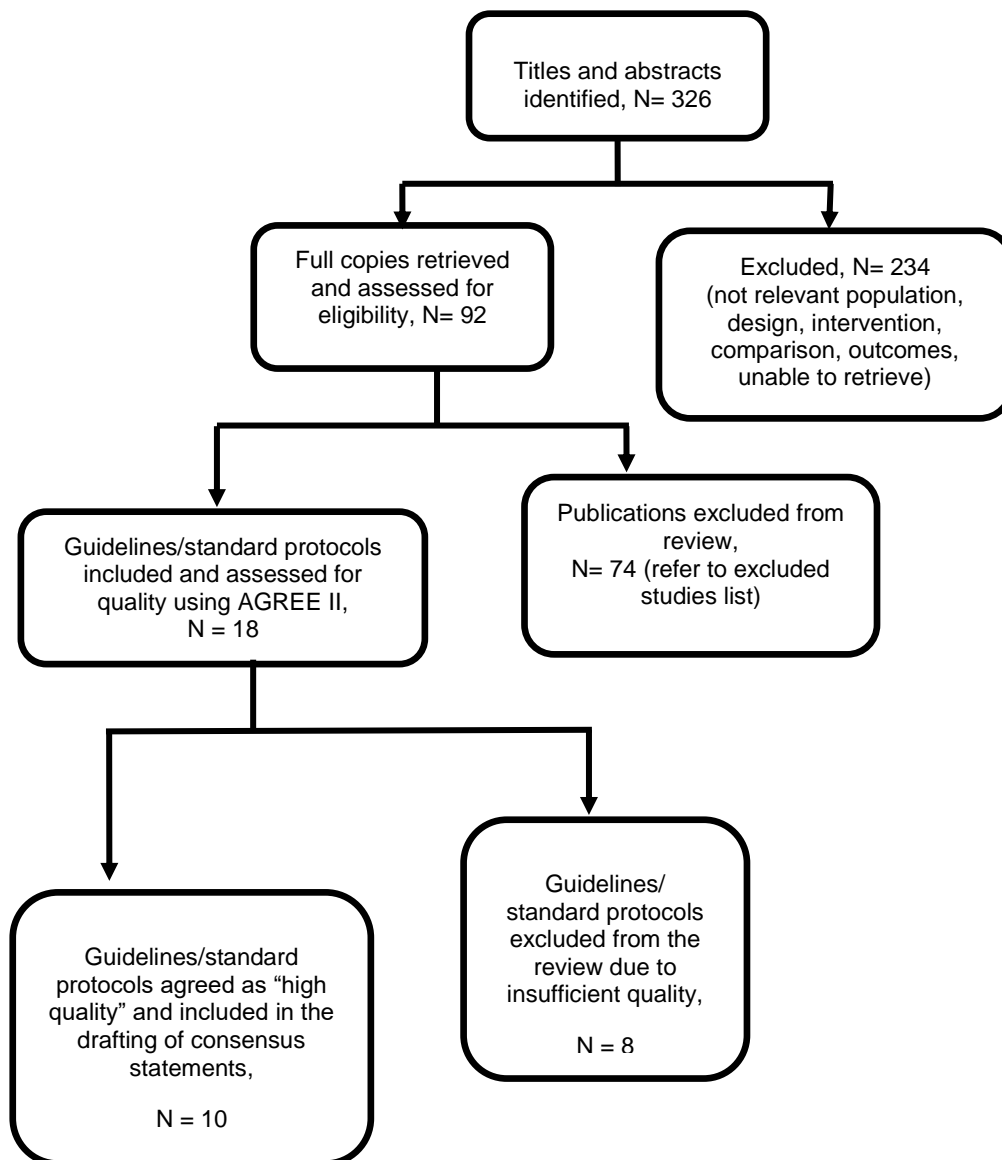 Titles and abstracts
identified, N= 326
Full copies retrieved
and assessed for
eligibility, N= 92
Excluded, N= 234
(not relevant population,
design, intervention,
comparison, outcomes,
unable to retrieve)
Guidelines/standard protocols
included and assessed for
quality using AGREE II,
N = 18
Publications excluded from
review,
N= 74 (refer to excluded
studies list)
Guidelines/standard
protocols agreed as “high
quality” and included in the
drafting of consensus
statements,
N = 10
Guidelines/
standard protocols
excluded from the
review due to
insufficient quality,
N = 8